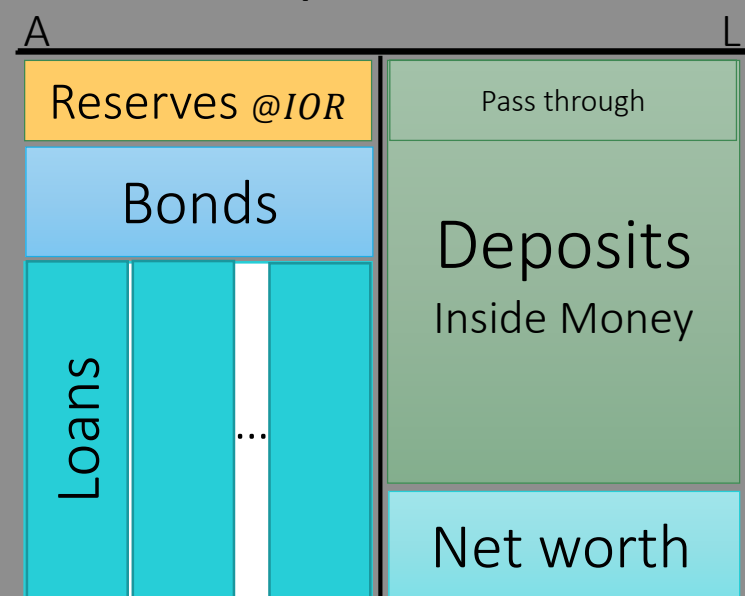 A
L
Reserves @IOR
Pass through
Bonds
Deposits
Inside Money
Loans
...
Net worth